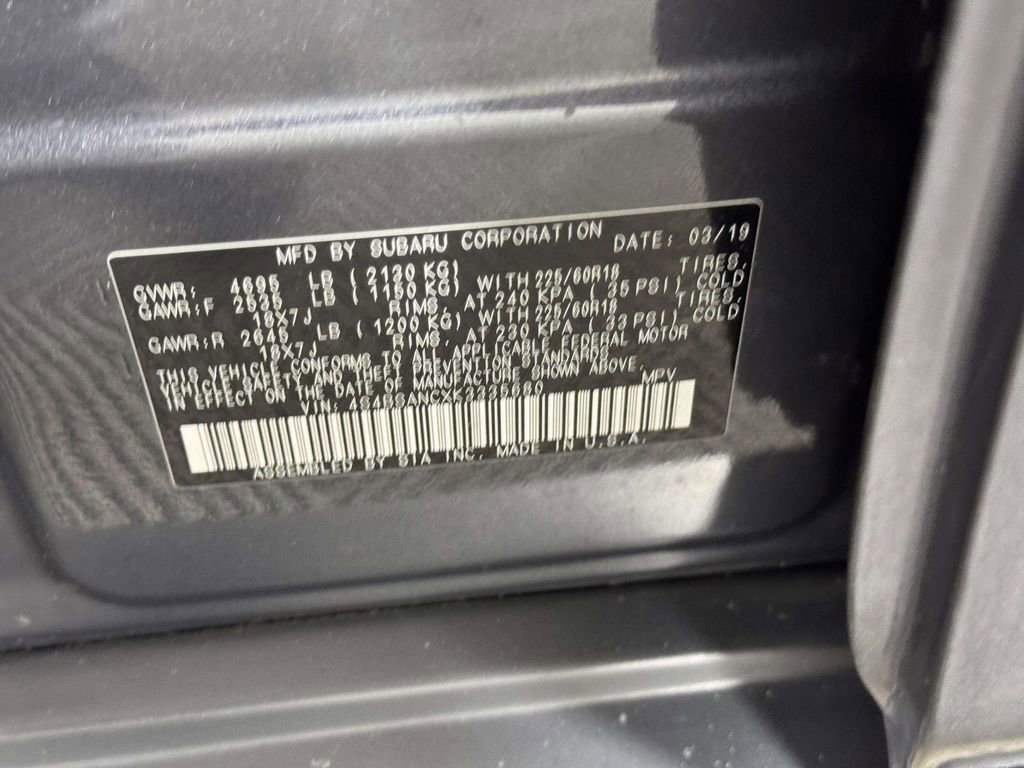 MFD BY SUBARU CORPORATION DATE: 03/19
GVWR: 4695 LB (2130 KG)
GAWR:F 2535 LB (1150 KG) WITH 225/60R18 TIRES,
18X7J RIMS, AT 240 KPA (35 PSI) COLD
GAWR:R 2645 LB (1200 KG) WITH 225/60R18 TIRES,
18X7J RIMS, AT 230 KPA (33 PSI) COLD
THIS VEHICLE CONFORMS TO ALL APPLICABLE FEDERAL MOTOR
VEHICLE SAFETY AND THEFT PREVENTION STANDARDS
IN EFFECT ON THE DATE OF MANUFACTURE SHOWN ABOVE.
VIN: MPV
ASSEMBLED BY SIA INC. MADE IN U.S.A.